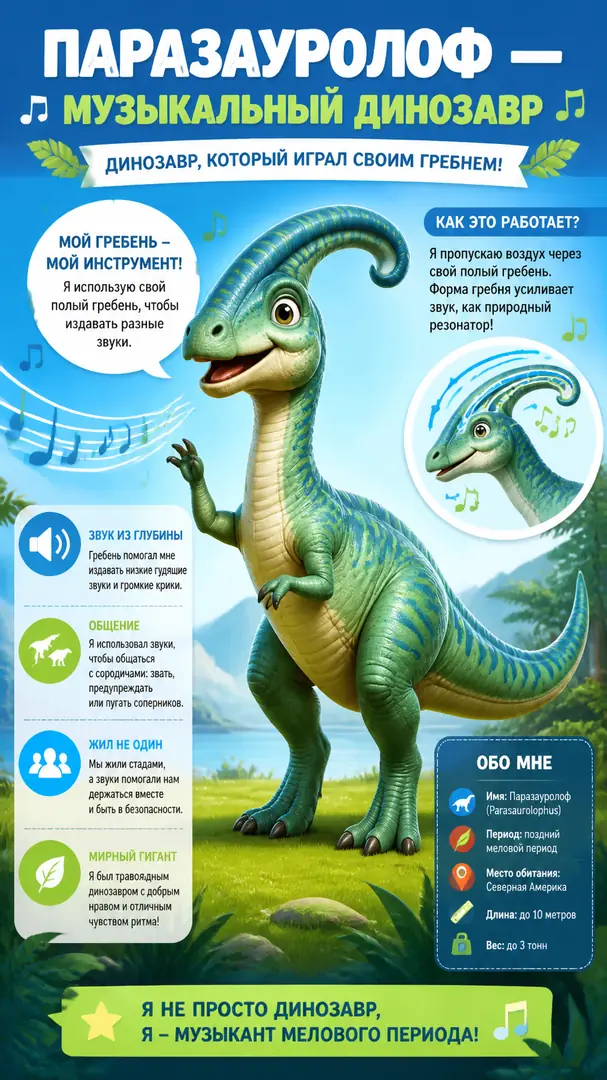 ПАРАЗАУРОЛОФ —
МУЗЫКАЛЬНЫЙ ДИНОЗАВР
ДИНОЗАВР, КОТОРЫЙ ИГРАЛ СВОИМ ГРЕБНЕМ!
МОЙ ГРЕБЕНЬ –
МОЙ ИНСТРУМЕНТ!
Я использую свой
полый гребень, чтобы
издавать разные
звуки.
КАК ЭТО РАБОТАЕТ?
Я пропускаю воздух через
свой полый гребень.
Форма гребня усиливает
звук, как природный
резонатор!
ЗВУК ИЗ ГЛУБИНЫ
Гребень помогал мне
издавать низкие гудящие
звуки и громкие крики.
ОБЩЕНИЕ
Я использовал звуки,
чтобы общаться
с сородичами: звать,
предупреждать
или пугать соперников.
ЖИЛ НЕ ОДИН
Мы жили стадами,
а звуки помогали нам
держаться вместе
и быть в безопасности.
МИРНЫЙ ГИГАНТ
Я был травоядным
динозавром с добрым
нравом и отличным
чувством ритма!
ОБО МНЕ
Имя: Паразауролоф
(Parasaurolophus)
Период: поздний
меловой период
Место обитания:
Северная Америка
Длина: до 10 метров
Вес: до 3 тонн
Я НЕ ПРОСТО ДИНОЗАВР,
Я – МУЗЫКАНТ МЕЛОВОГО ПЕРИОДА!